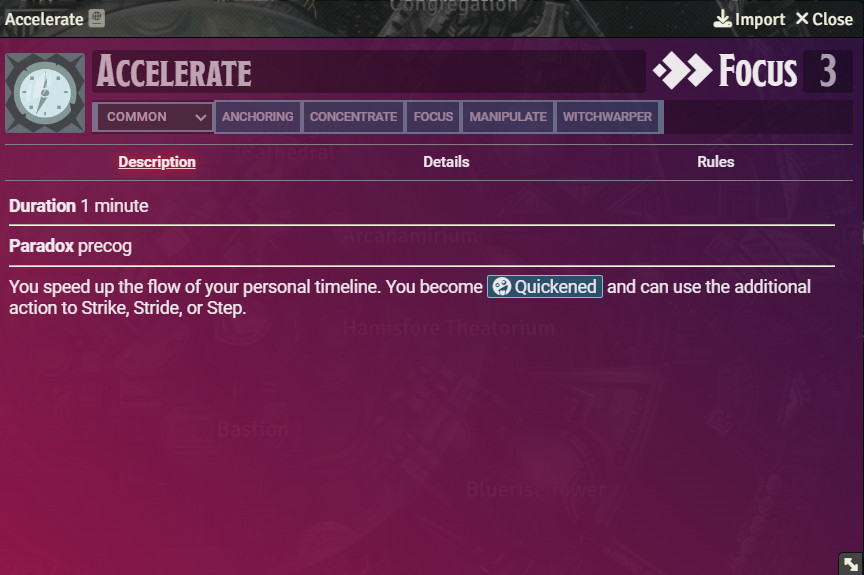 Congregation
Accelerate Import Close
ACCELERATE FOCUS 3
COMMON ANCHORING CONCENTRATE FOCUS MANIPULATE WITCHWARPER
Cathedral
Description Details Rules
Duration 1 minute
Arcanamirium
Paradox precog
You speed up the flow of your personal timeline. You become Quickened and can use the additional
action to Strike, Stride, or Step.
Hamisfore Theatorium
Bastion
Bluerise Tower